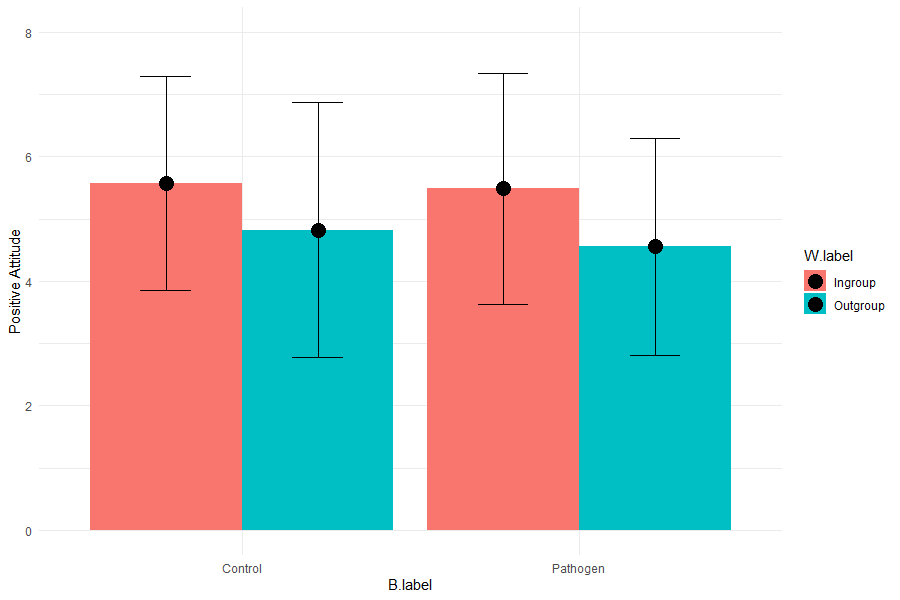 Positive Attitude
8
6
4
2
0
Control
Pathogen
B.label
W.label
Ingroup
Outgroup